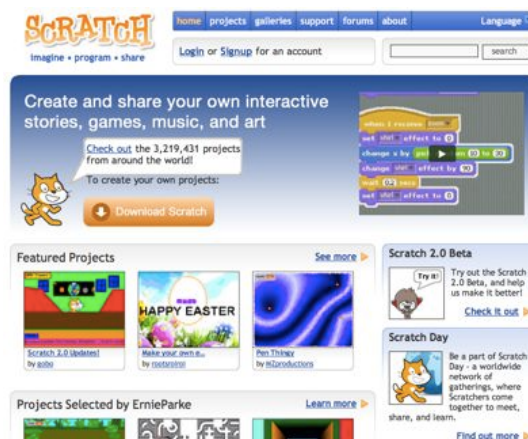 SCRATCH
imagine • program • share
home projects galleries support forums about
Language
Login or Signup for an account
search
Create and share your own interactive
stories, games, music, and art
Check out the 3,219,431 projects
from around the world!
To create your own projects:
Download Scratch
when I receive
set effect to 0
change x by to 20
change effect by
wait secs
set effect to 0
Featured Projects
See more
Scratch 2.0 Updates!
by
HAPPY EASTER
Make your own e...
by
Pen Thingy
by MZproductions
Scratch 2.0 Beta
Try it!
Try out the Scratch
2.0 Beta, and help
us make it better!
Check it out
Scratch Day
Be a part of Scratch
Day - a worldwide
network of
gatherings, where
Scratchers come
together to meet,
share, and learn.
Find out more
Projects Selected by ErnieParke
Learn more